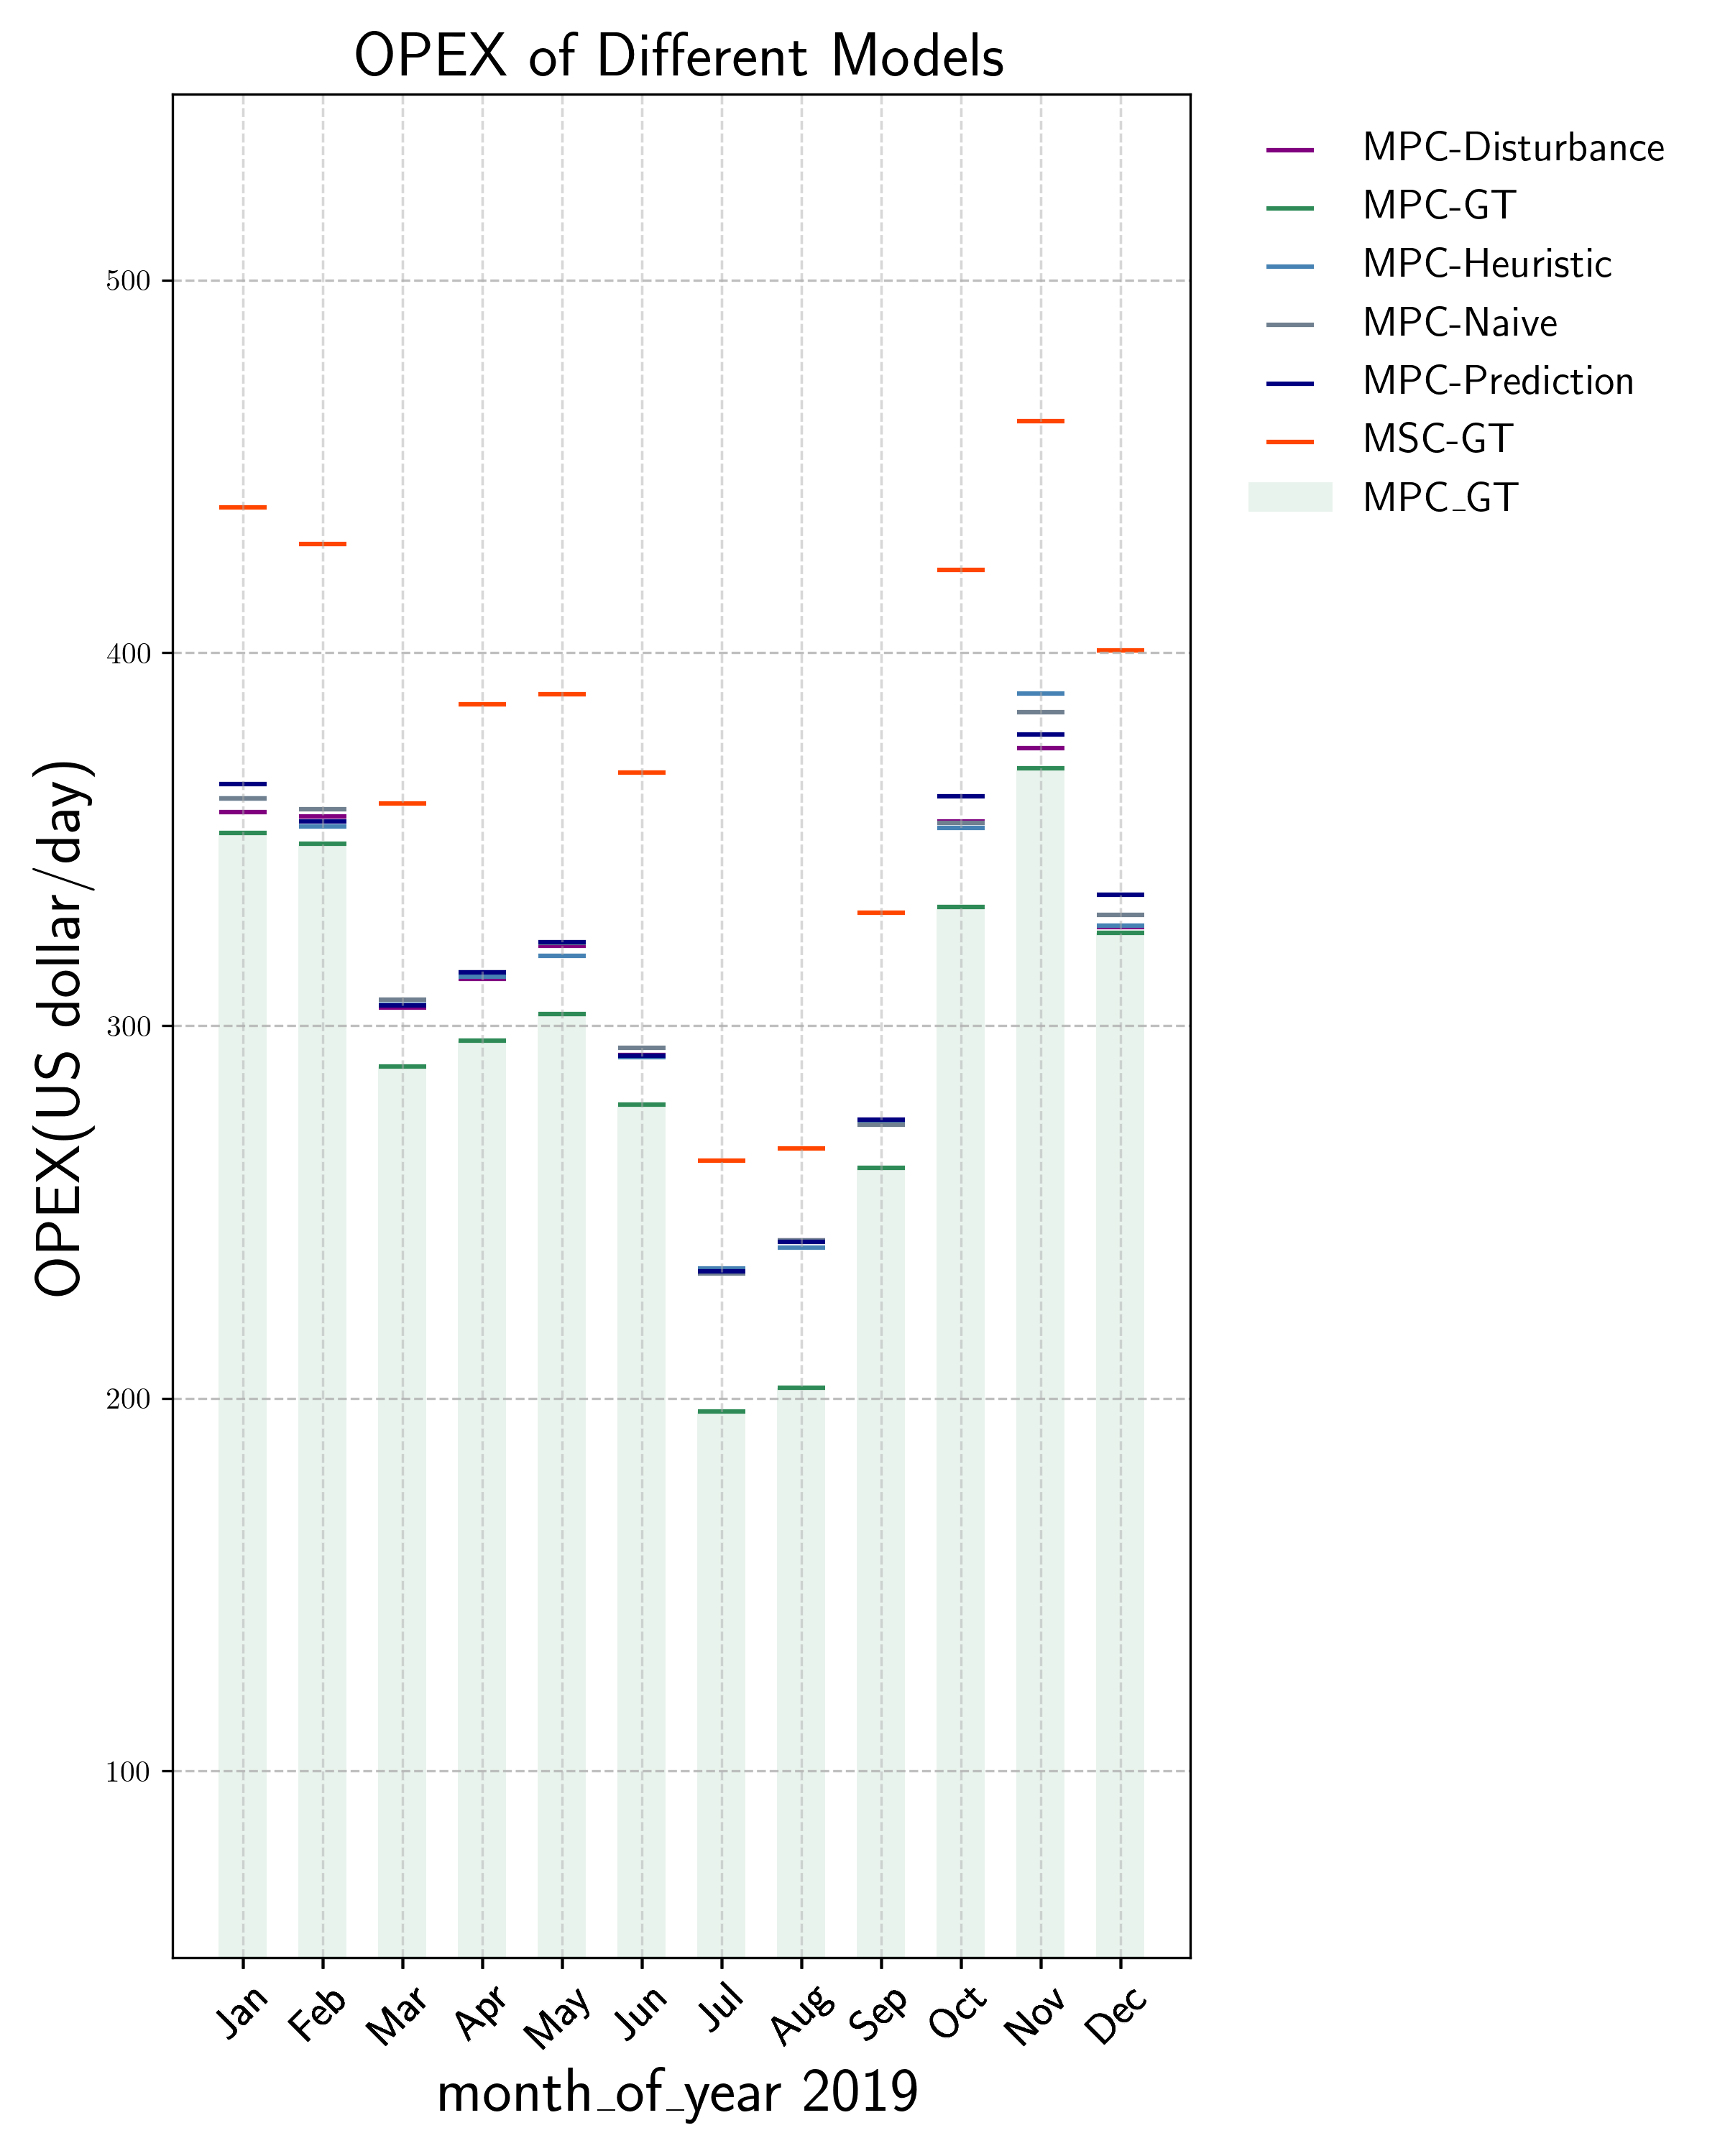 OPEX of Different Models
MPC-Disturbance
MPC-GT
MPC-Heuristic
MPC-Naive
MPC-Prediction
MSC-GT
MPC_GT
OPEX(US dollar/day)
500
400
300
200
100
Jan Feb Mar Apr May Jun Jul Aug Sep Oct Nov Dec
month_of_year 2019